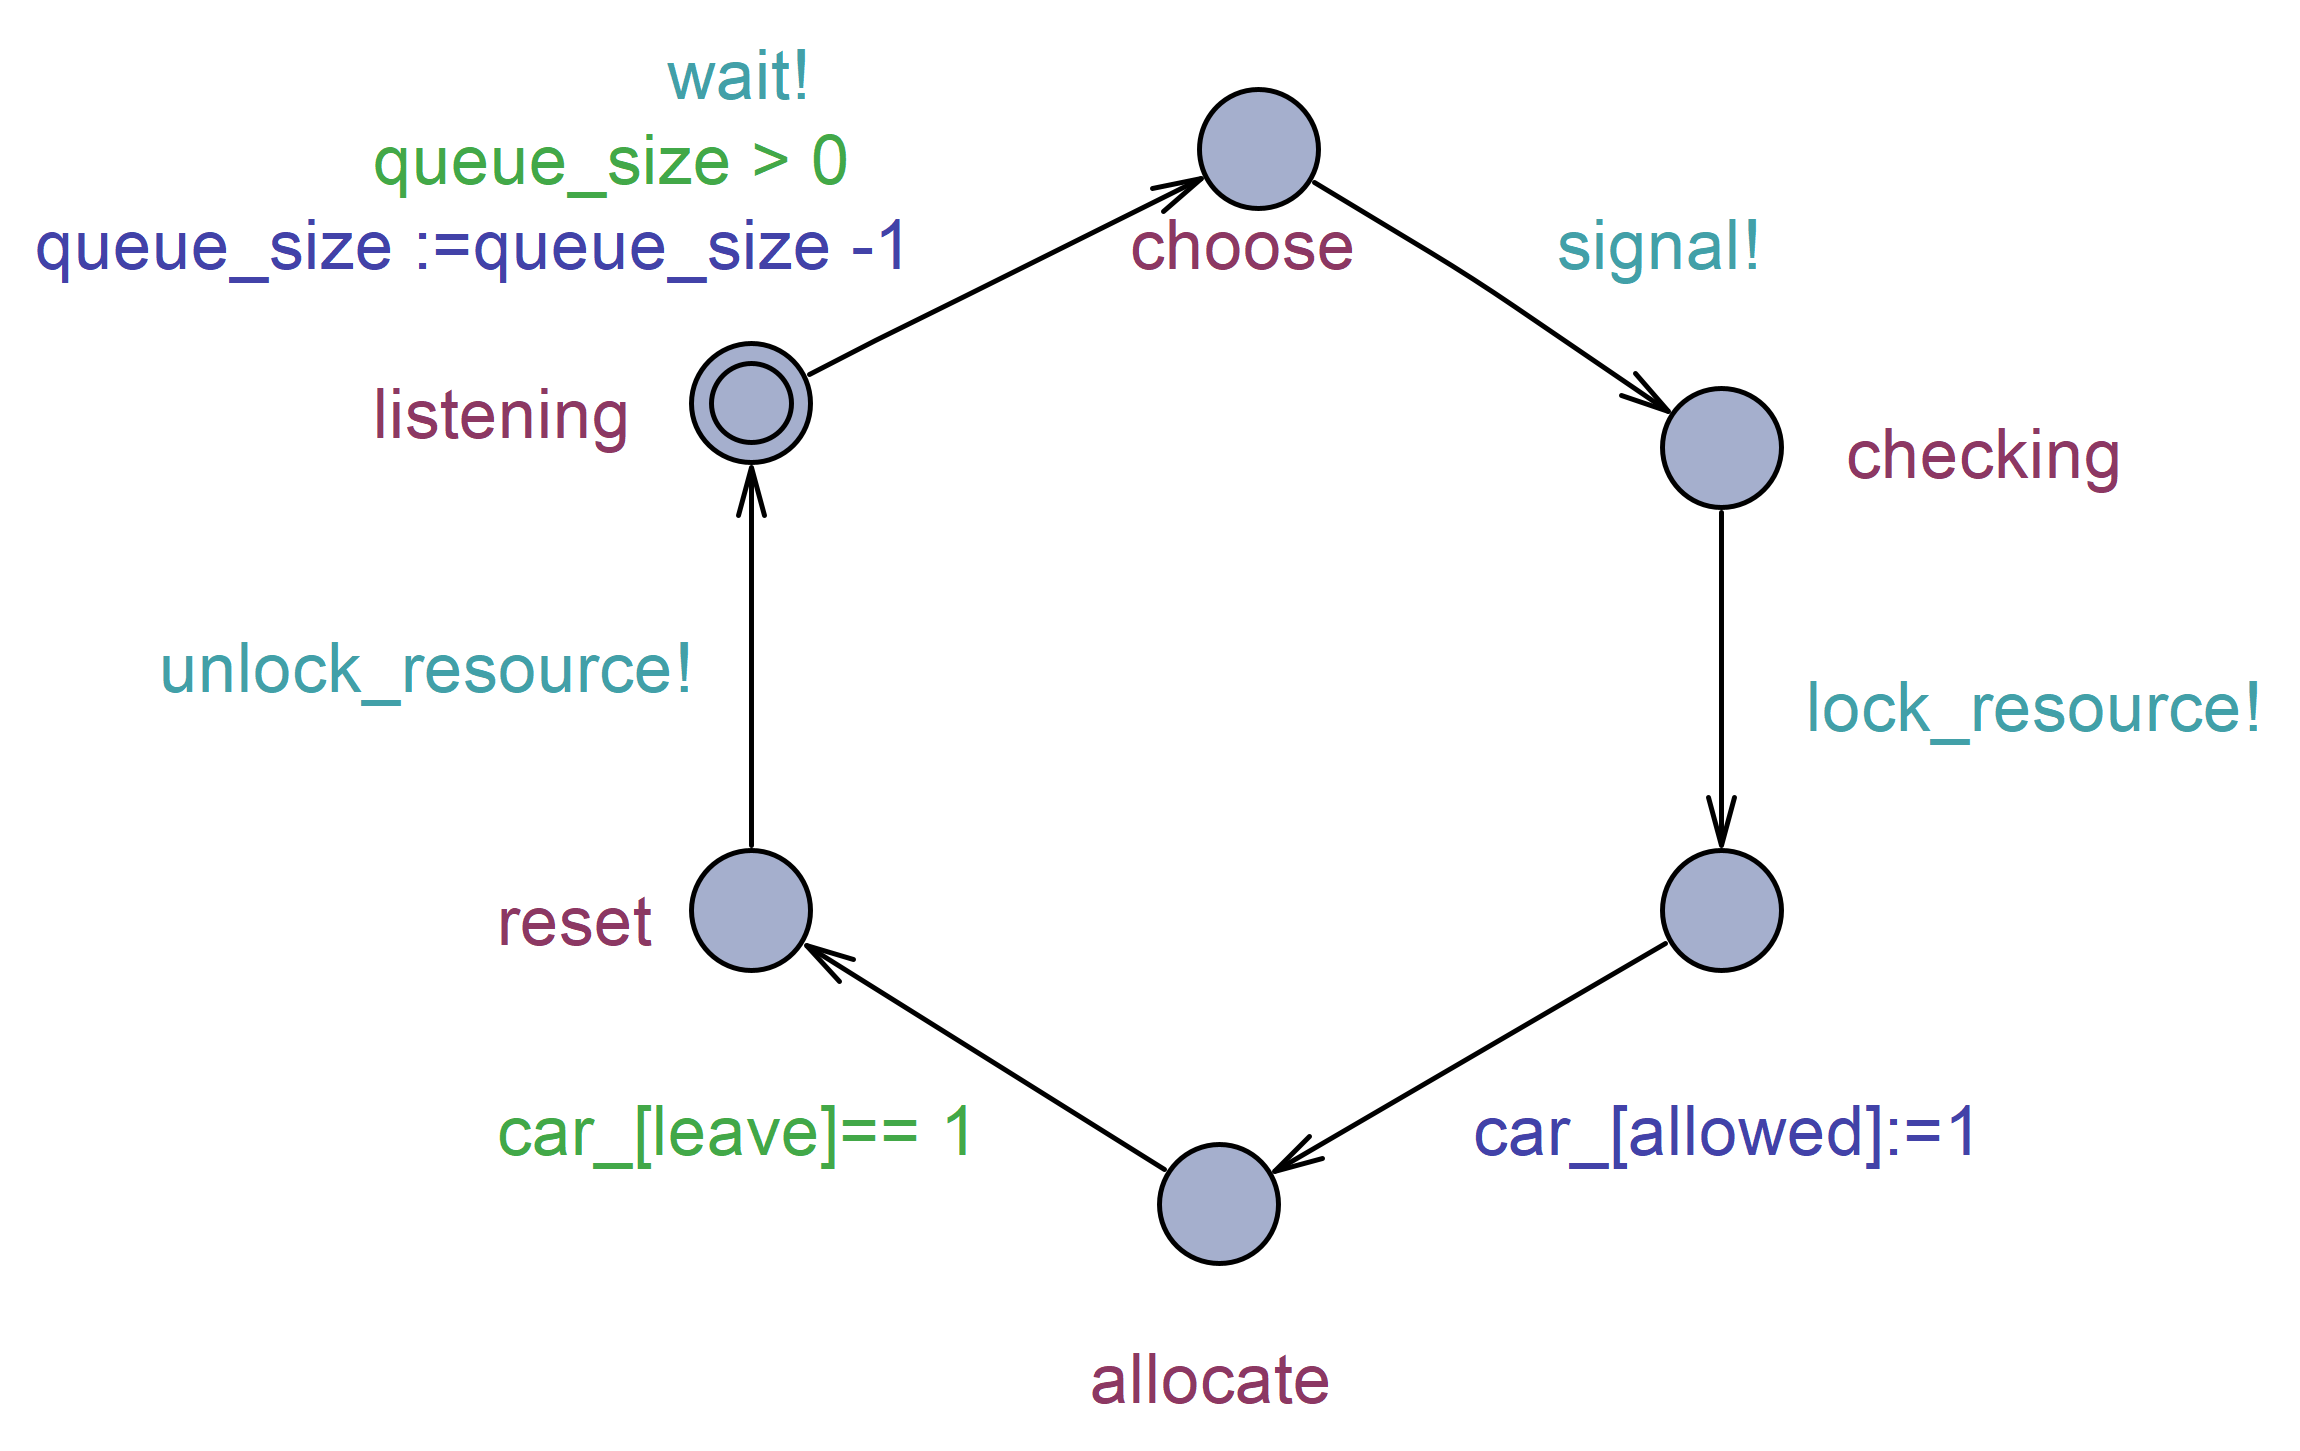 wait!
queue_size > 0
queue_size :=queue_size -1
choose
signal!
listening
checking
unlock_resource!
lock_resource!
reset
car_[leave]== 1
car_[allowed]:=1
allocate